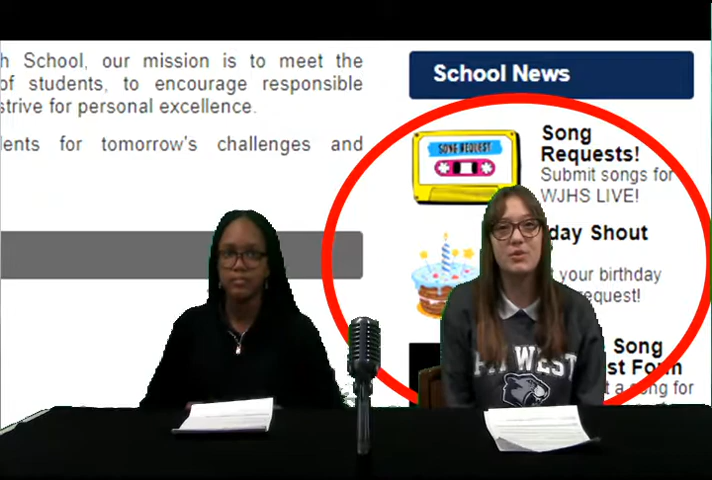 h School, our mission is to meet the
of students, to encourage responsible
strive for personal excellence.
dents for tomorrow's challenges and
School News
SONG REQUEST
Song
Requests!
Submit songs for
WJHS LIVE!
day Shout
your birthday
request!
Song
st Form
t a song for
WEST